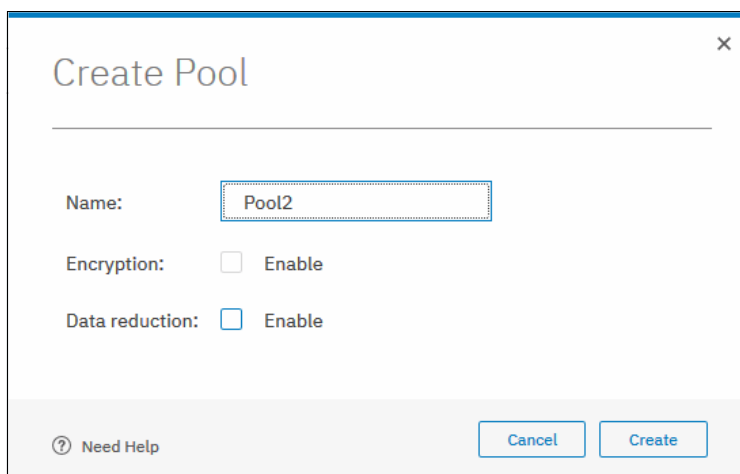 Create Pool
Name: Pool2
Encryption: Enable
Data reduction: Enable
Need Help Cancel Create